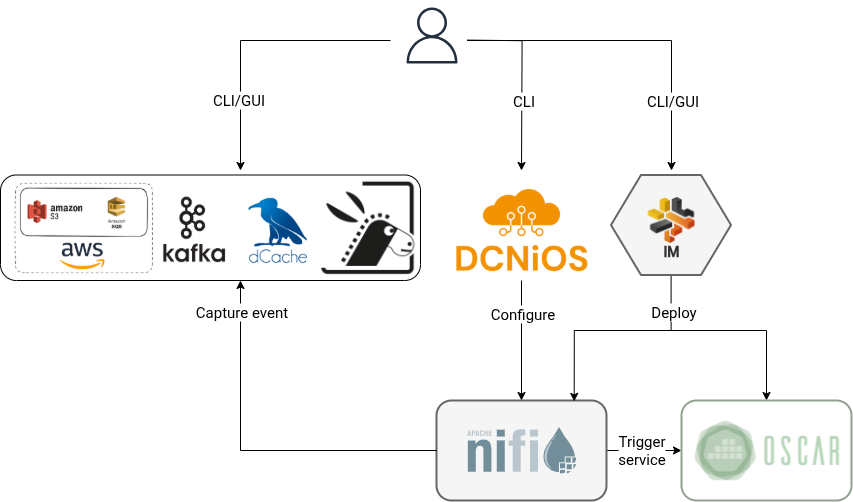 CLI/GUI
CLI
CLI/GUI
amazon
S3
Amazon
SQS
aws
kafka
dCache
DCNiOS
IM
Capture event
Configure
Deploy
APACHE
nifi
Trigger
service
OSCAR